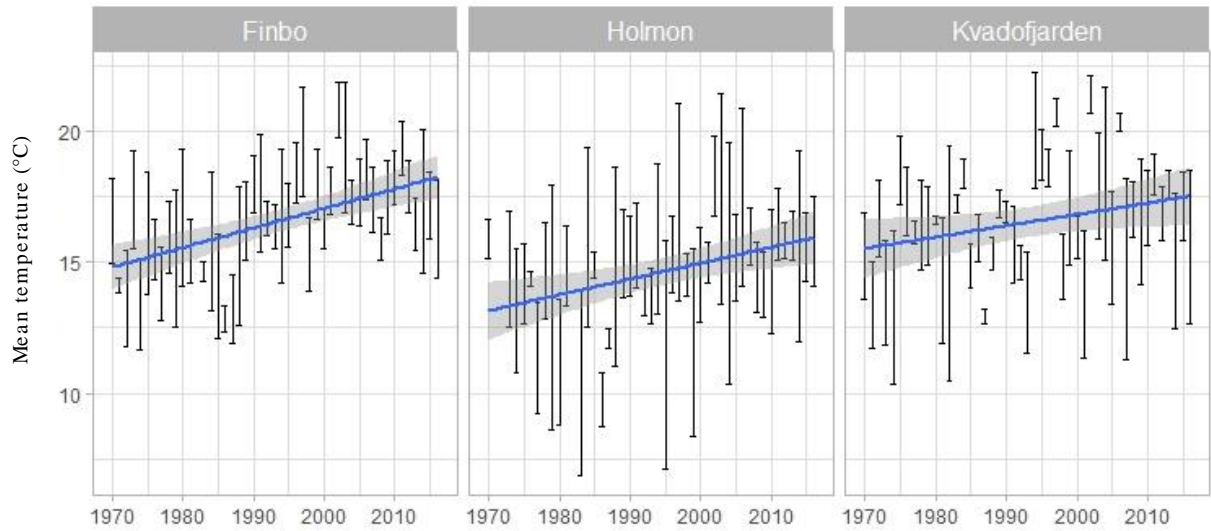 Finbo Holmon Kvadofjarden
Mean temperature (°C)
20
15
10
1970 1980 1990 2000 2010 1970 1980 1990 2000 2010 1970 1980 1990 2000 2010